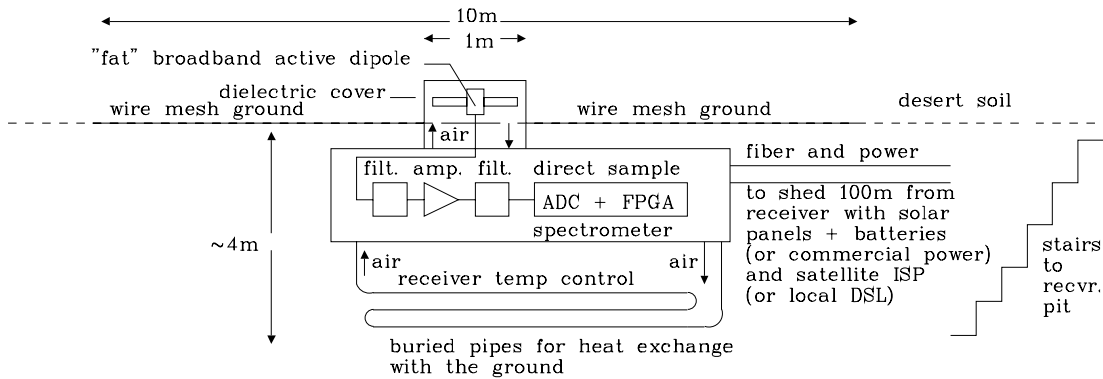 10m
1m
"fat" broadband active dipole
dielectric cover
wire mesh ground
wire mesh ground
desert soil
air
fiber and power
filt. amp. filt. direct sample
ADC + FPGA
spectrometer
to shed 100m from
receiver with solar
panels + batteries
(or commercial power)
and satellite ISP
(or local DSL)
~4m
stairs
to
recvr.
pit
air
air
receiver temp control
buried pipes for heat exchange
with the ground